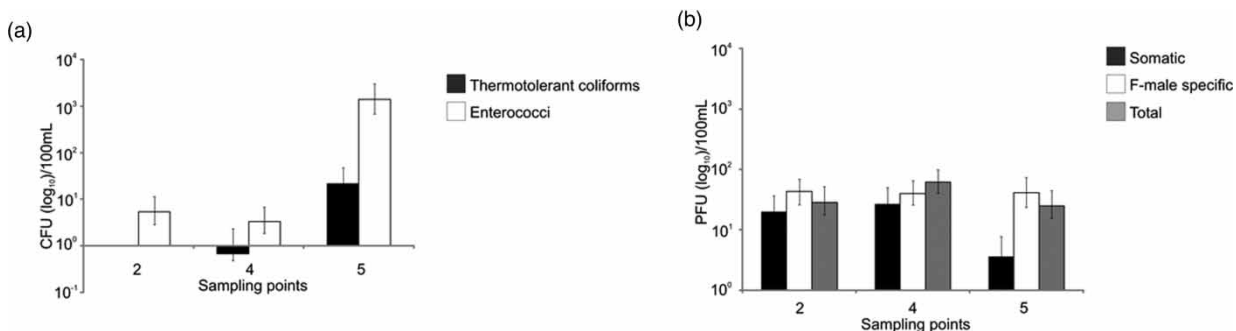 (a)
CFU (log₁₀)/100mL
10⁴
10³
10²
10¹
10⁰
10⁻¹
2 4 5
Sampling points
Thermotolerant coliforms
Enterococci
(b)
PFU (log₁₀)/100mL
10⁴
10³
10²
10¹
10⁰
2 4 5
Sampling points
Somatic
F-male specific
Total